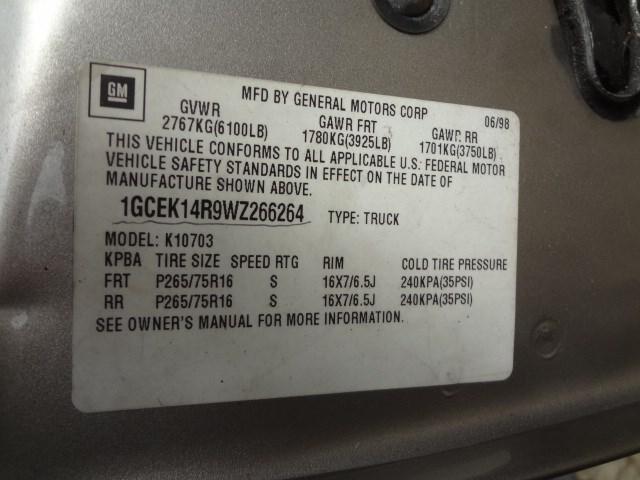 GM
MFD BY GENERAL MOTORS CORP 06/98
GVWR GAWR FRT GAWR RR
2767KG(6100LB) 1780KG(3925LB) 1701KG(3750LB)
THIS VEHICLE CONFORMS TO ALL APPLICABLE U.S. FEDERAL MOTOR
VEHICLE SAFETY STANDARDS IN EFFECT ON THE DATE OF
MANUFACTURE SHOWN ABOVE.
1GCEK14R9WZ266264 TYPE: TRUCK
MODEL: K10703
KPBA TIRE SIZE SPEED RTG RIM COLD TIRE PRESSURE
FRT P265/75R16 S 16X7/6.5J 240KPA(35PSI)
RR P265/75R16 S 16X7/6.5J 240KPA(35PSI)
SEE OWNER'S MANUAL FOR MORE INFORMATION.